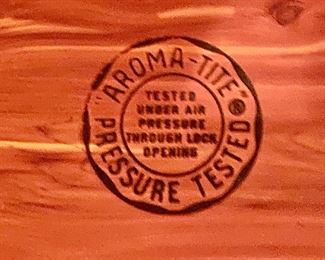 "AROMA-TITE"®
TESTED
UNDER AIR
PRESSURE
THROUGH LOCK
OPENING
PRESSURE TESTED